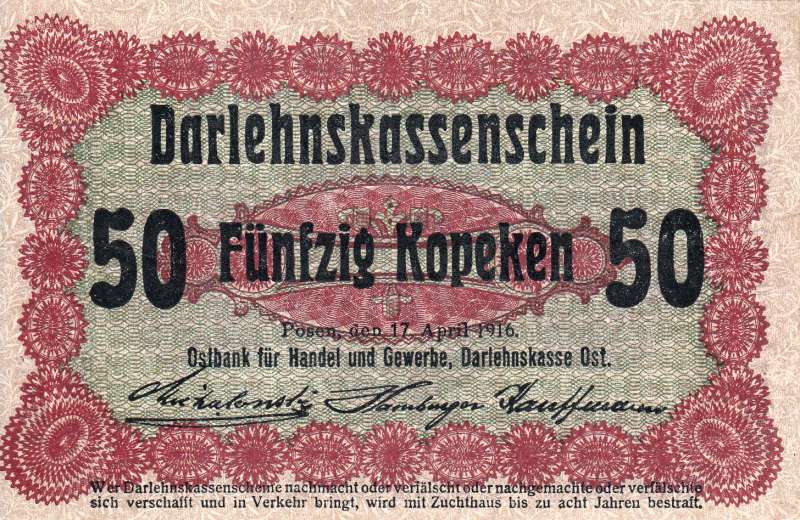 Darlehnskassenschein
50 Fünfzig Kopeken 50
Posen, den 17. April 1916.
Ostbank für Handel und Gewerbe, Darlehnskasse Ost.
Hamburger Kauffmann
Wer Darlehnskassenscheine nachmacht oder verfälscht oder nachgemachte oder verfälschte
sich verschafft und in Verkehr bringt, wird mit Zuchthaus bis zu acht Jahren bestraft.